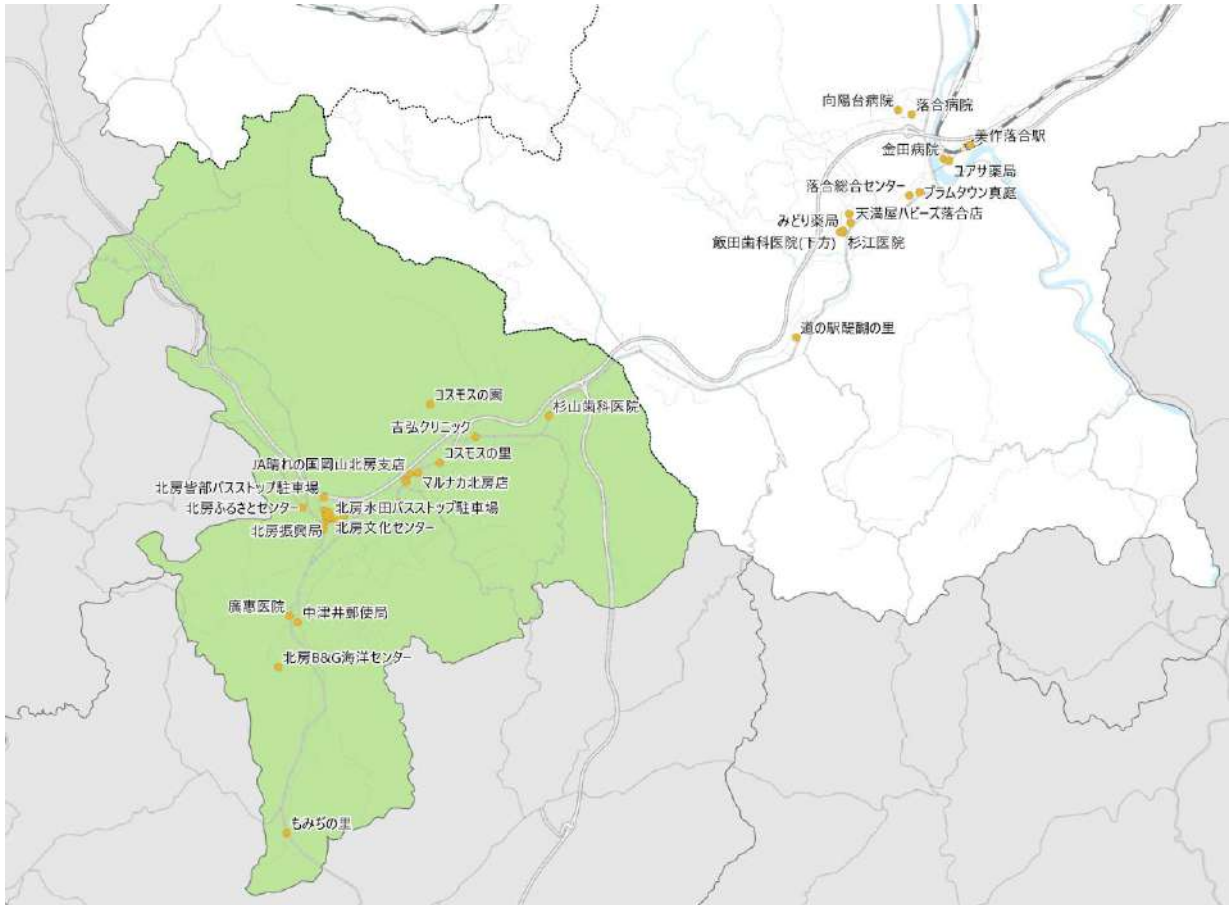 向陽台病院
落合病院
美作落合駅
金田病院
ユアサ薬局
落合総合センター
プラムタウン真庭
みどり薬局
天満屋ハピーズ落合店
飯田歯科医院(下方)
杉江医院
道の駅醍醐の里
コスモスの園
杉山歯科医院
吉弘クリニック
コスモスの里
JA晴れの国岡山北房支店
マルナカ北房店
北房呰部バスストップ駐車場
北房ふるさとセンター
北房水田バスストップ駐車場
北房振興局
北房文化センター
廣恵医院
中津井郵便局
北房B&G海洋センター
もみぢの里